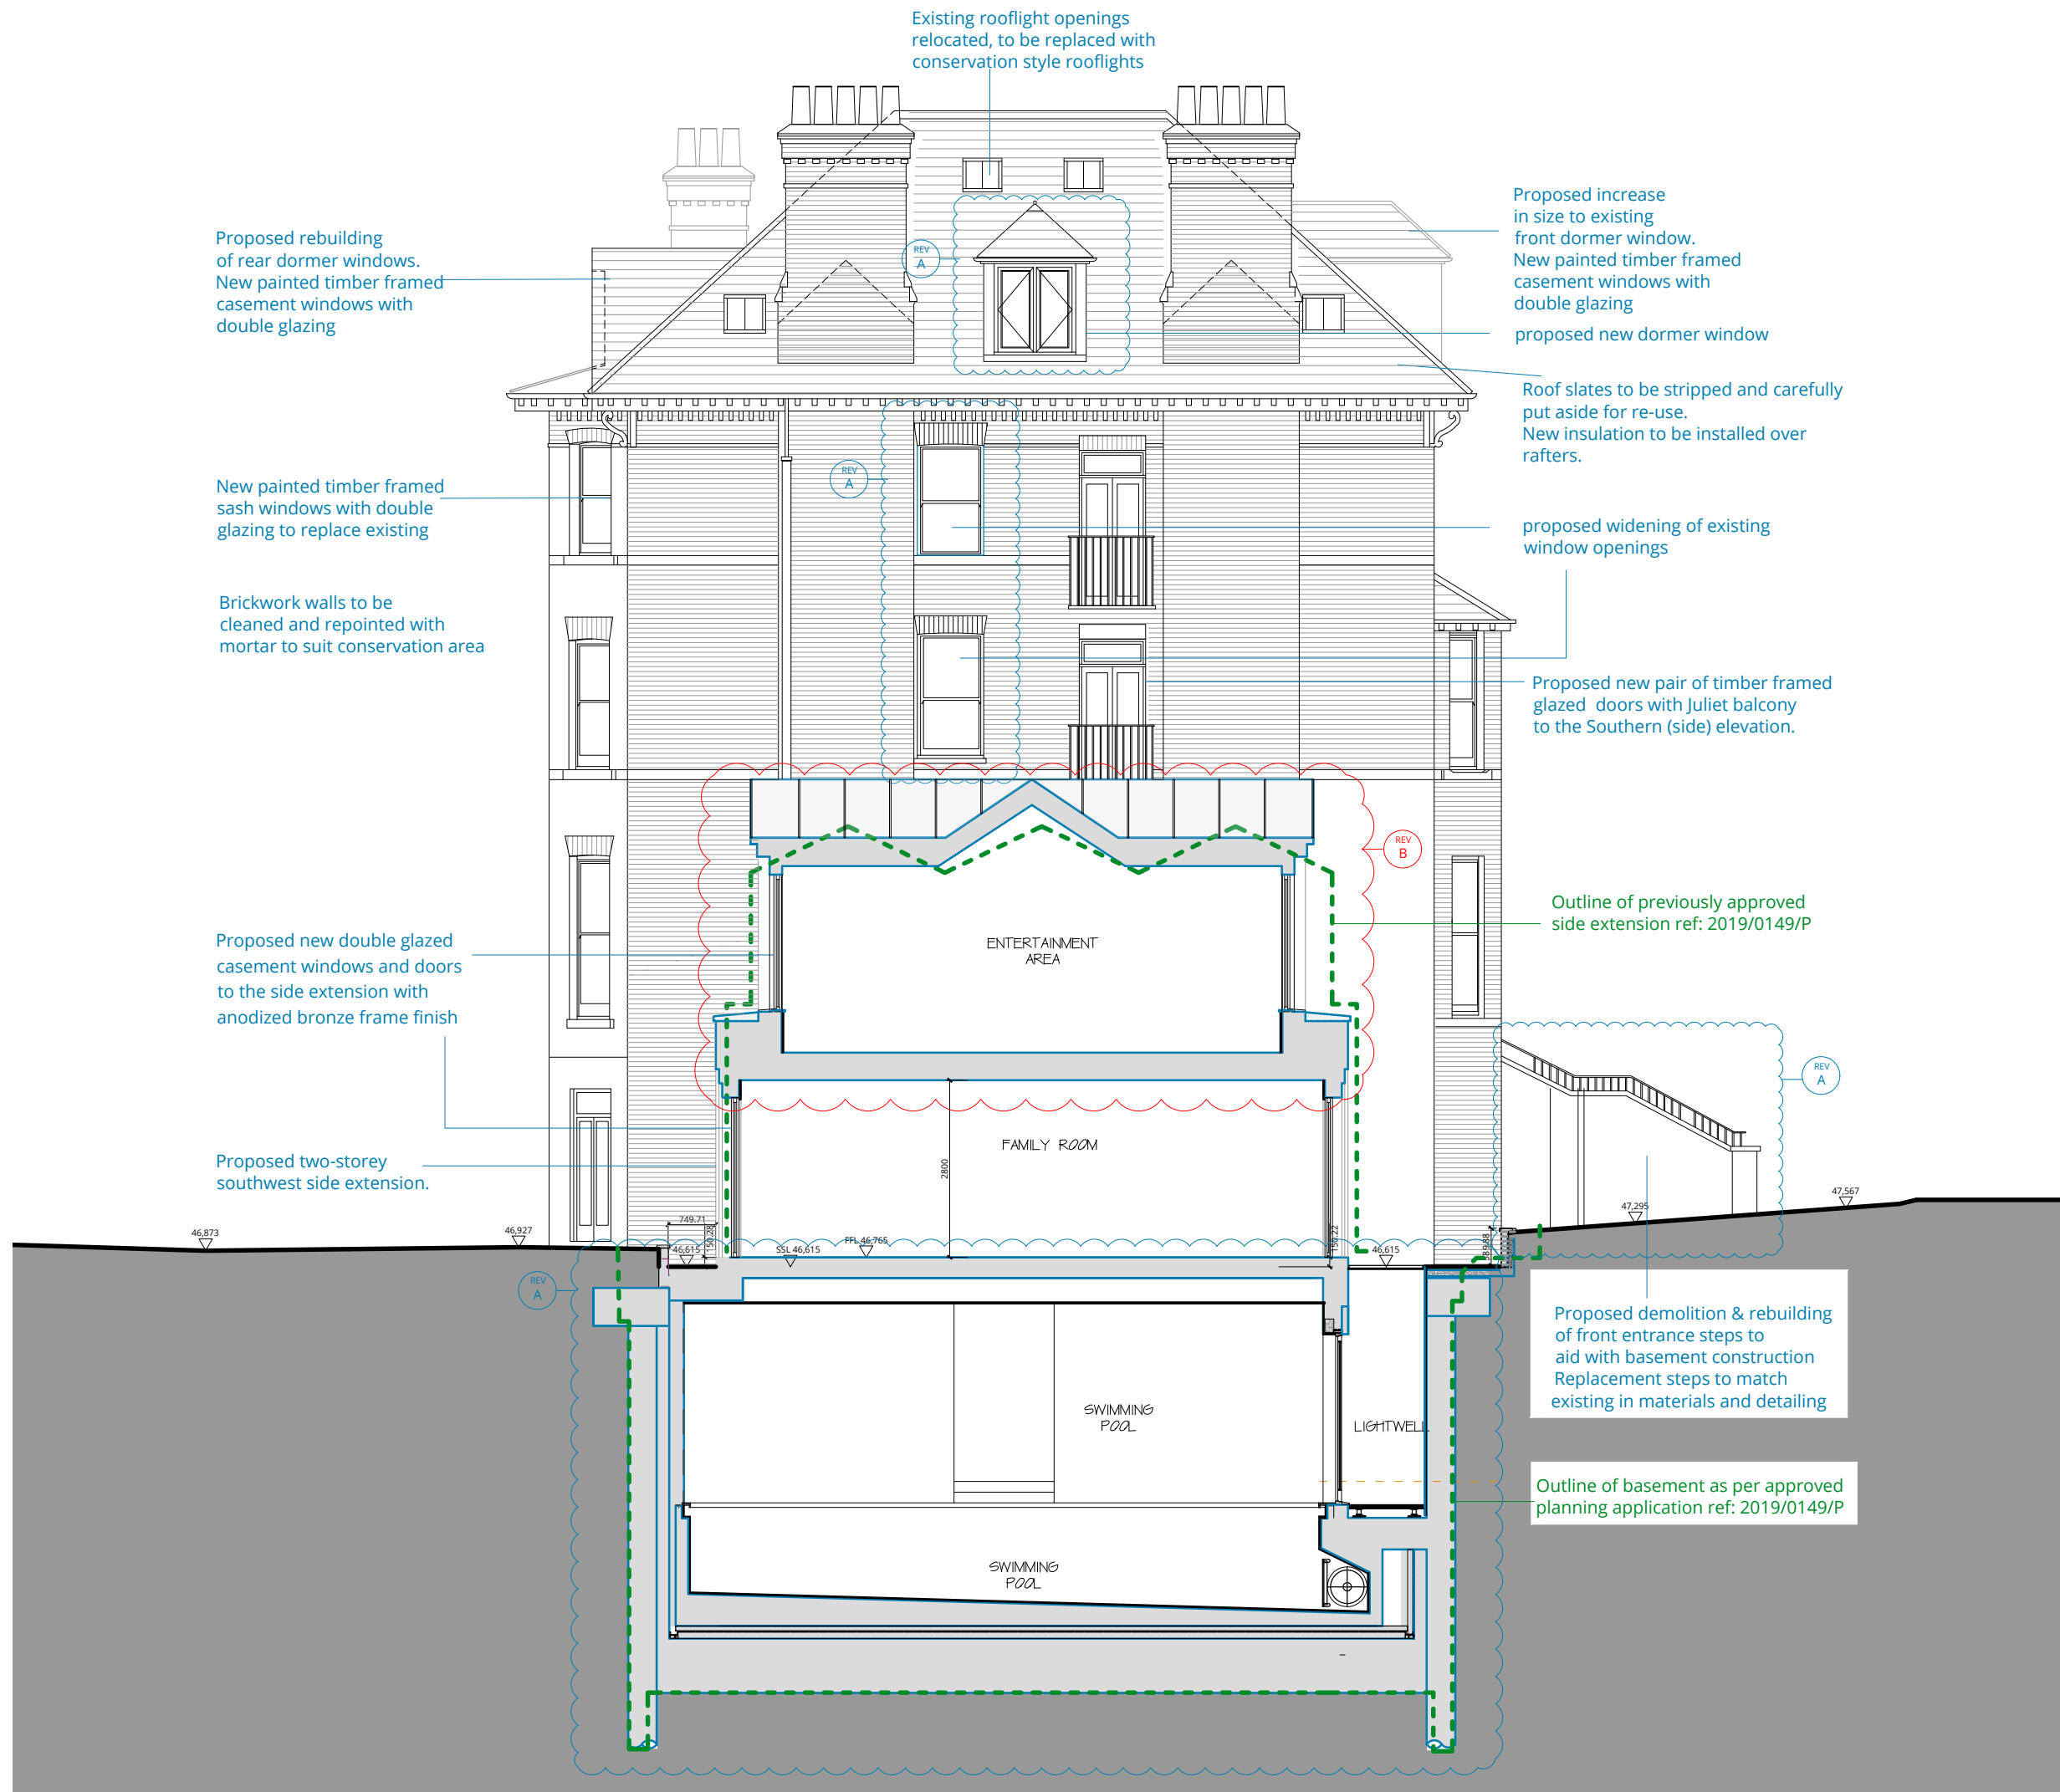 Existing rooflight openings
relocated, to be replaced with
conservation style rooflights
Proposed rebuilding
of rear dormer windows.
New painted timber framed
casement windows with
double glazing
REV
A
Proposed increase
in size to existing
front dormer window.
New painted timber framed
casement windows with
double glazing
proposed new dormer window
Roof slates to be stripped and carefully
put aside for re-use.
New insulation to be installed over
rafters.
New painted timber framed
sash windows with double
glazing to replace existing
REV
A
proposed widening of existing
window openings
Brickwork walls to be
cleaned and repointed with
mortar to suit conservation area
Proposed new pair of timber framed
glazed doors with Juliet balcony
to the Southern (side) elevation.
REV
B
Outline of previously approved
side extension ref: 2019/0149/P
Proposed new double glazed
casement windows and doors
to the side extension with
anodized bronze frame finish
ENTERTAINMENT
AREA
REV
A
FAMILY ROOM
2800
Proposed two-storey
southwest side extension.
46,873
46,927
749.71
150.28
46,615
SSL 46,615
FFL 46,765
150.22
46,615
589.88
47,295
47,567
REV
A
Proposed demolition & rebuilding
of front entrance steps to
aid with basement construction
Replacement steps to match
existing in materials and detailing
SWIMMING
POOL
LIGHTWELL
Outline of basement as per approved
planning application ref: 2019/0149/P
SWIMMING
POOL